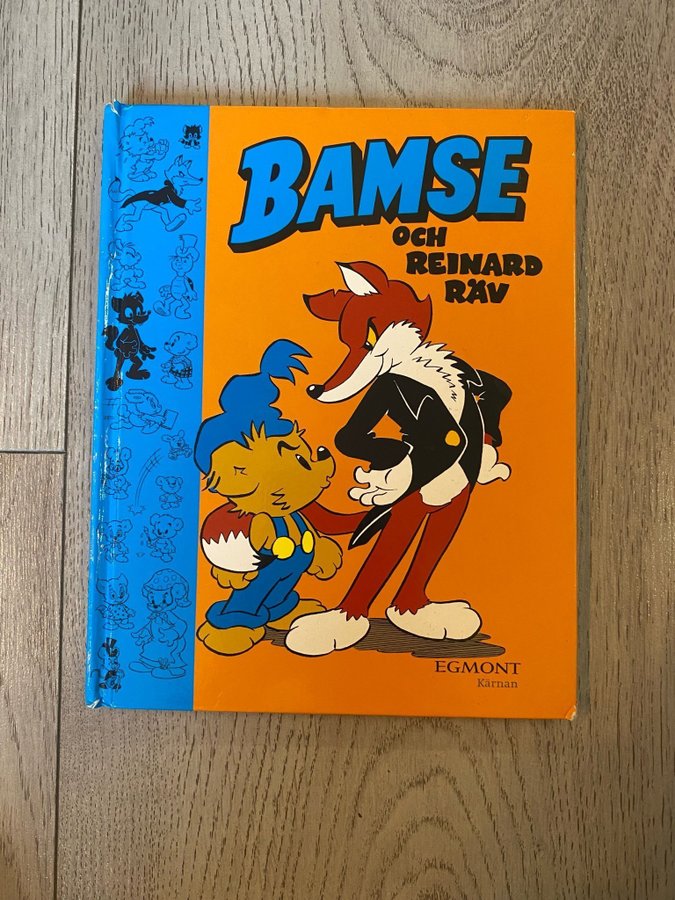 BAMSE
OCH
REINARD
RÄV
EGMONT
Kärnan